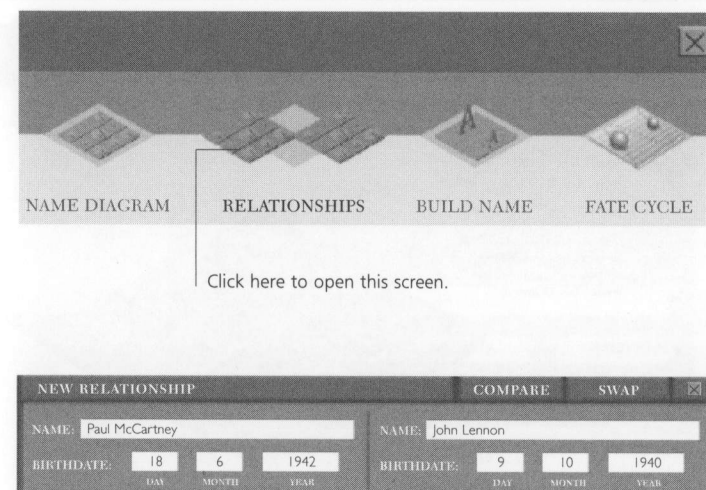 NAME DIAGRAM RELATIONSHIPS BUILD NAME FATE CYCLE
Click here to open this screen.
NEW RELATIONSHIP COMPARE SWAP
NAME: Paul McCartney NAME: John Lennon
BIRTHDATE: 18 6 1942 BIRTHDATE: 9 10 1940
DAY MONTH YEAR DAY MONTH YEAR